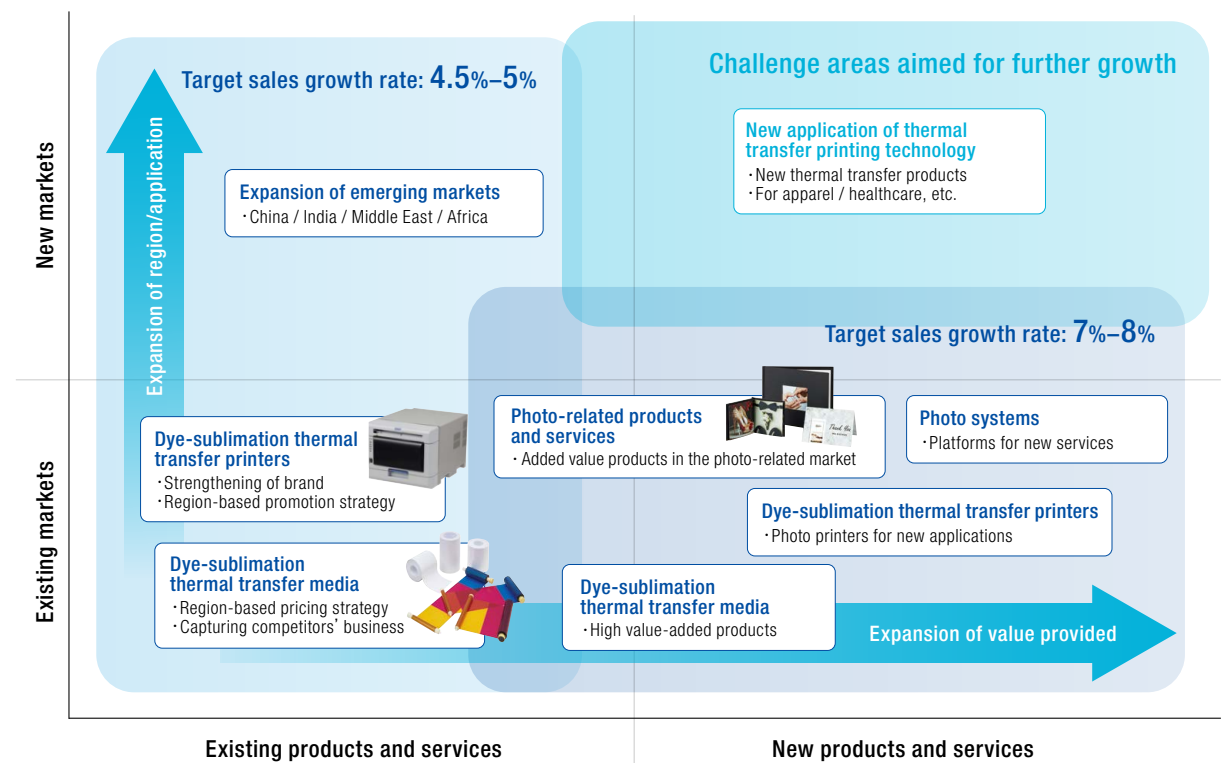 Target sales growth rate: 4.5%–5%
Challenge areas aimed for further growth
New application of thermal
transfer printing technology
・New thermal transfer products
・For apparel / healthcare, etc.
Expansion of emerging markets
・China / India / Middle East / Africa
New markets
Expansion of region/application
Target sales growth rate: 7%–8%
Existing markets
Dye-sublimation thermal
transfer printers
・Strengthening of brand
・Region-based promotion strategy
Photo-related products
and services
・Added value products in the photo-related market
Thank You
Photo systems
・Platforms for new services
Dye-sublimation thermal transfer printers
・Photo printers for new applications
Dye-sublimation
thermal transfer media
・Region-based pricing strategy
・Capturing competitors’ business
Dye-sublimation
thermal transfer media
・High value-added products
Expansion of value provided
Existing products and services
New products and services